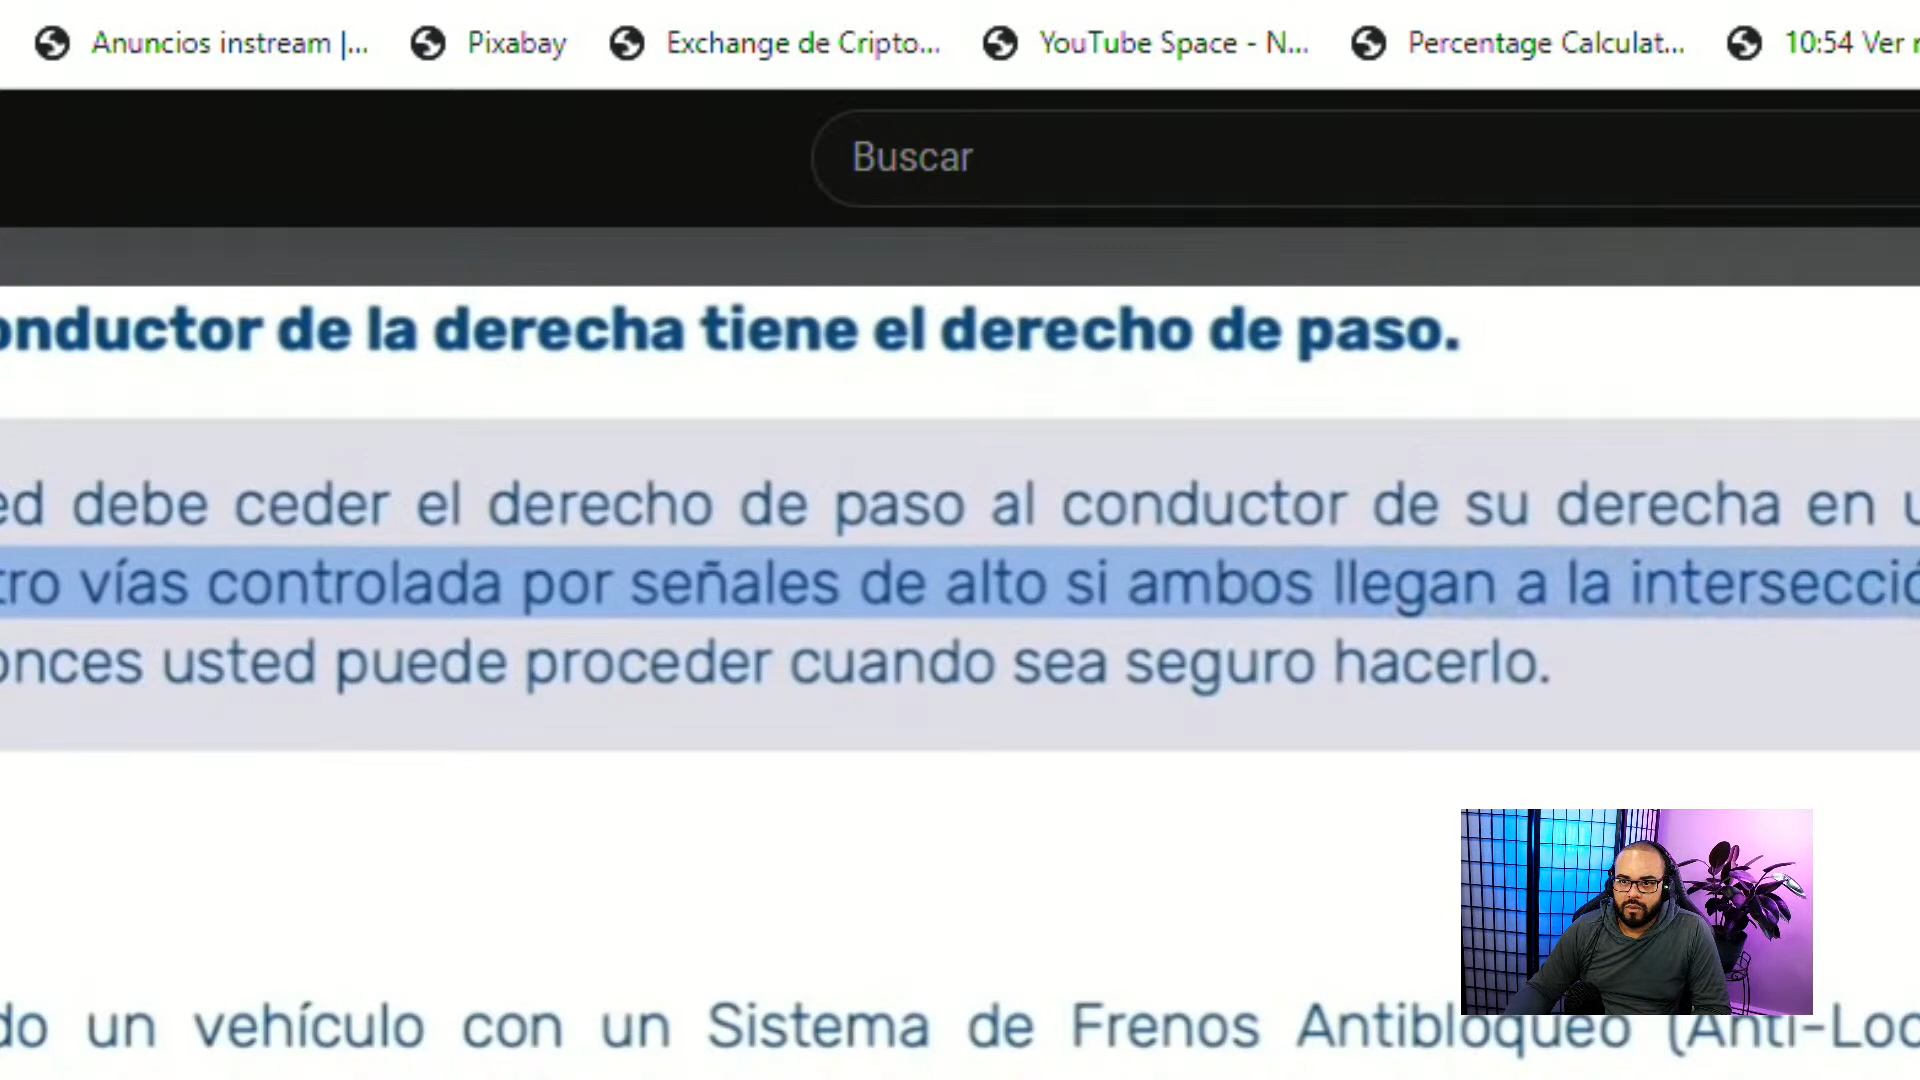 Anuncios instream |... Pixabay Exchange de Cripto... YouTube Space - N... Percentage Calculat... 10:54 Ver
Buscar
onductor de la derecha tiene el derecho de paso.
ed debe ceder el derecho de paso al conductor de su derecha en u
tro vías controlada por señales de alto si ambos llegan a la intersecció
onces usted puede proceder cuando sea seguro hacerlo.
do un vehículo con un Sistema de Frenos Antibloqueo (Anti-Loc